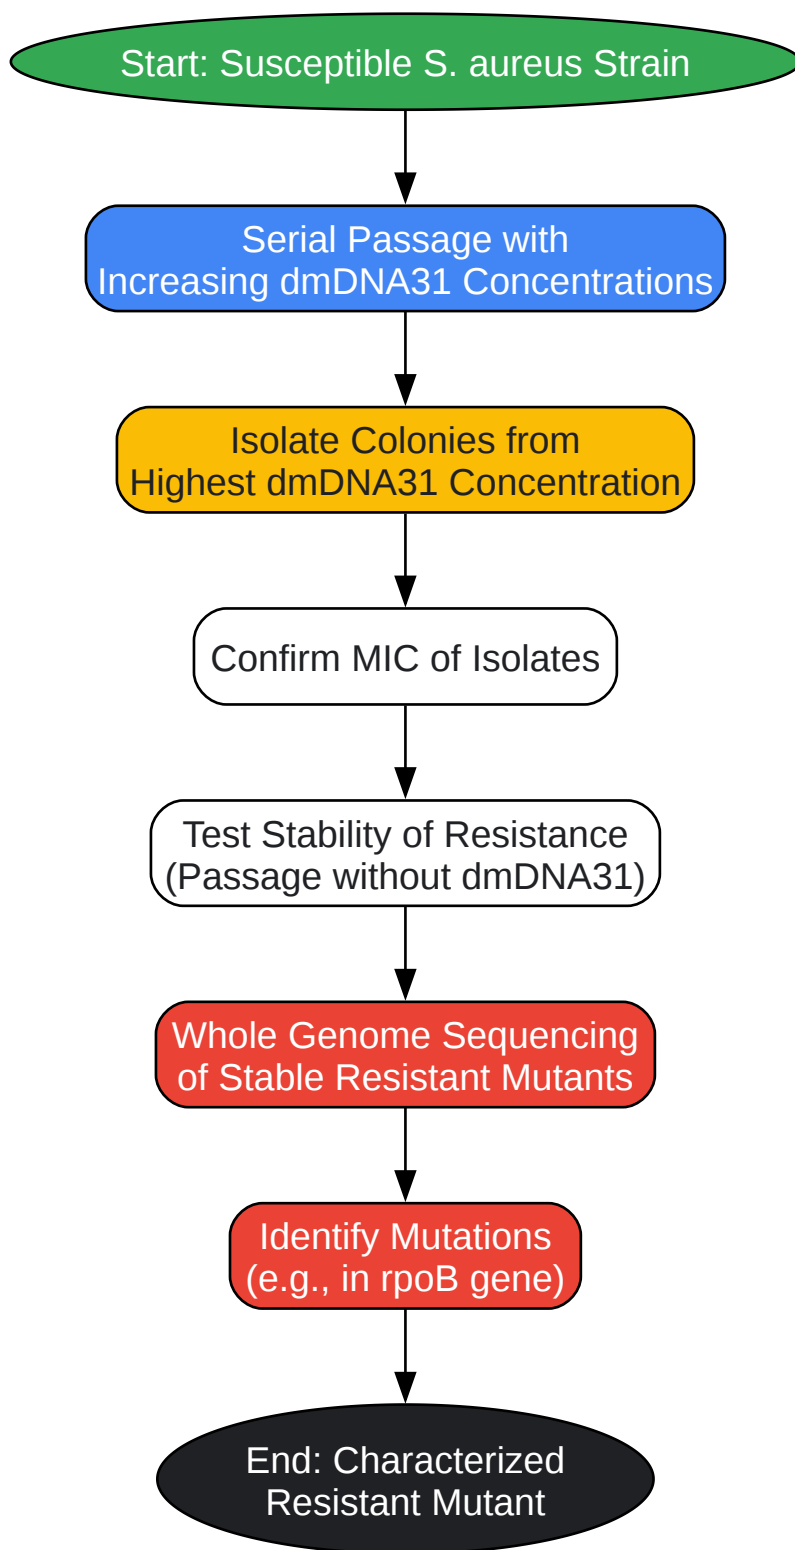 Start: Susceptible S. aureus Strain
Serial Passage with
Increasing dmDNA31 Concentrations
Isolate Colonies from
Highest dmDNA31 Concentration
Confirm MIC of Isolates
Test Stability of Resistance
(Passage without dmDNA31)
Whole Genome Sequencing
of Stable Resistant Mutants
Identify Mutations
(e.g., in rpoB gene)
End: Characterized
Resistant Mutant